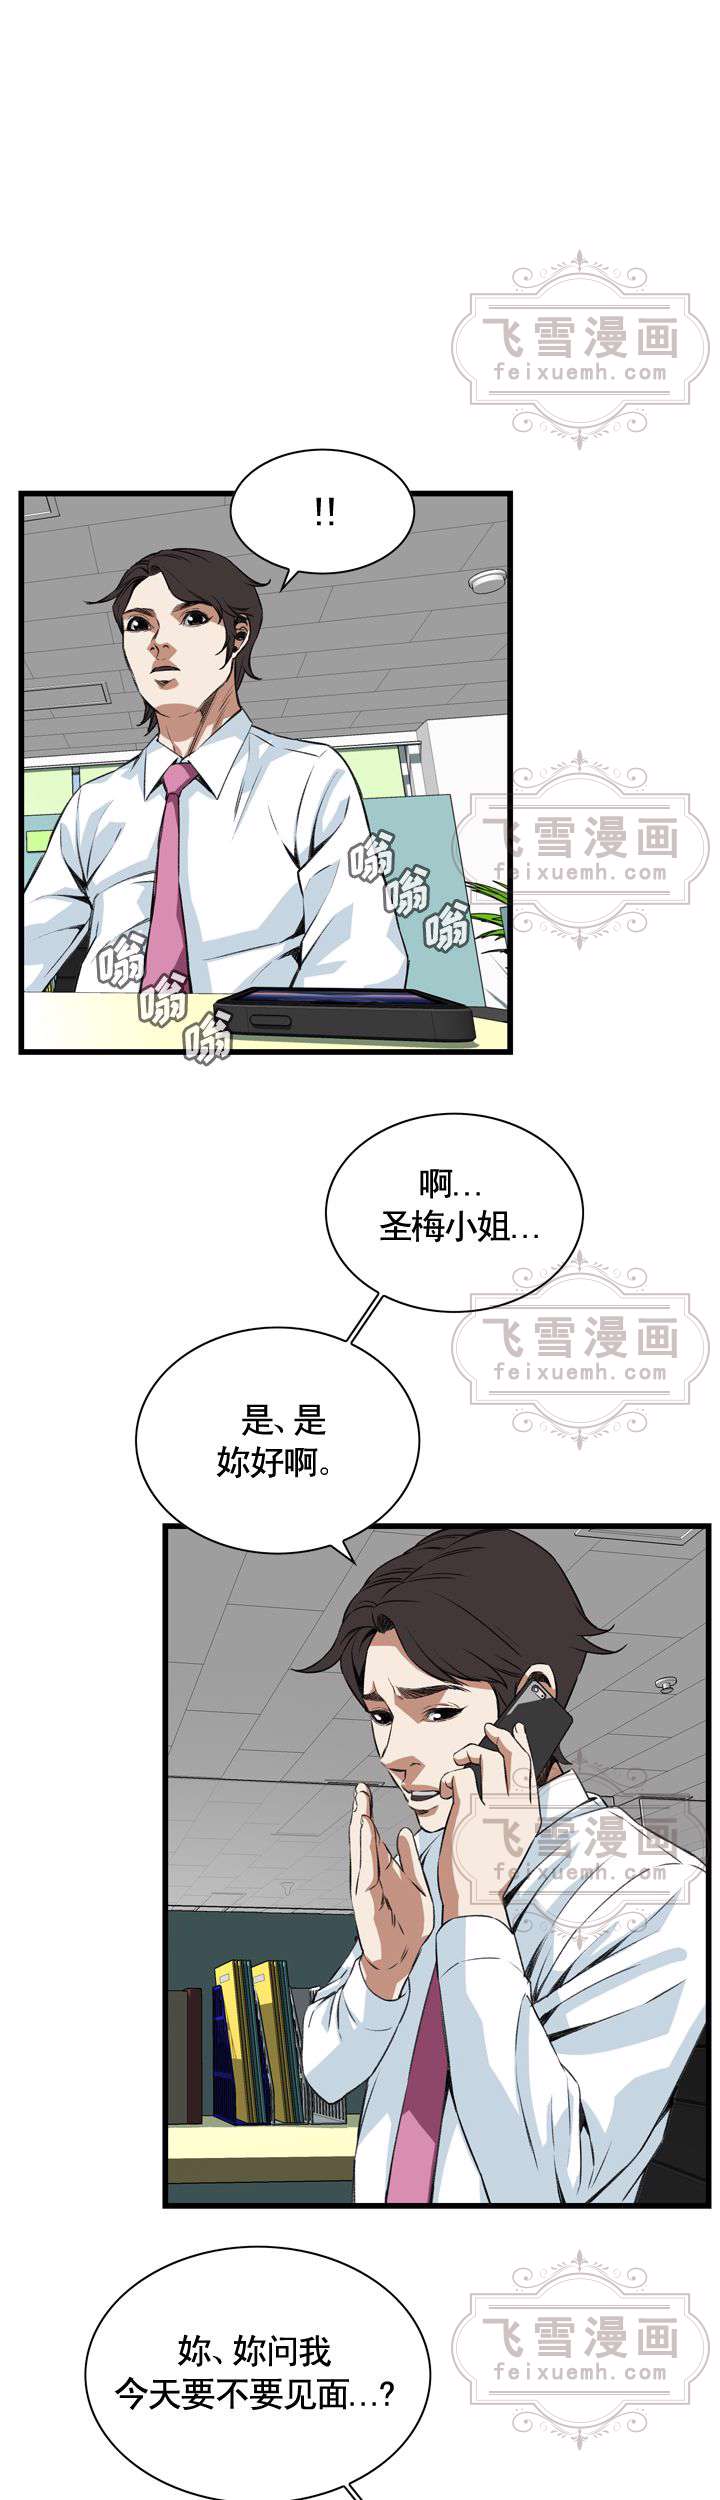 飞雪漫画
feixuemh.com
!!
飞雪漫画
feixuemh.com
嗡
嗡
嗡
嗡
嗡
嗡
啊…
圣梅小姐…
飞雪漫画
feixuemh.com
是、是
妳好啊。
飞雪漫画
feixuemh.com
妳、妳问我
今天要不要见面…?
飞雪漫画
feixuemh.com